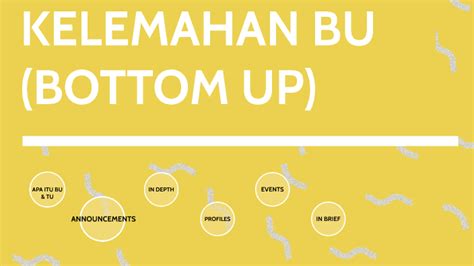 KELEMAHAN BU
(BOTTOM UP)
APA ITU BU
& TU
ANNOUNCEMENTS
IN DEPTH
PROFILES
EVENTS
IN BRIEF